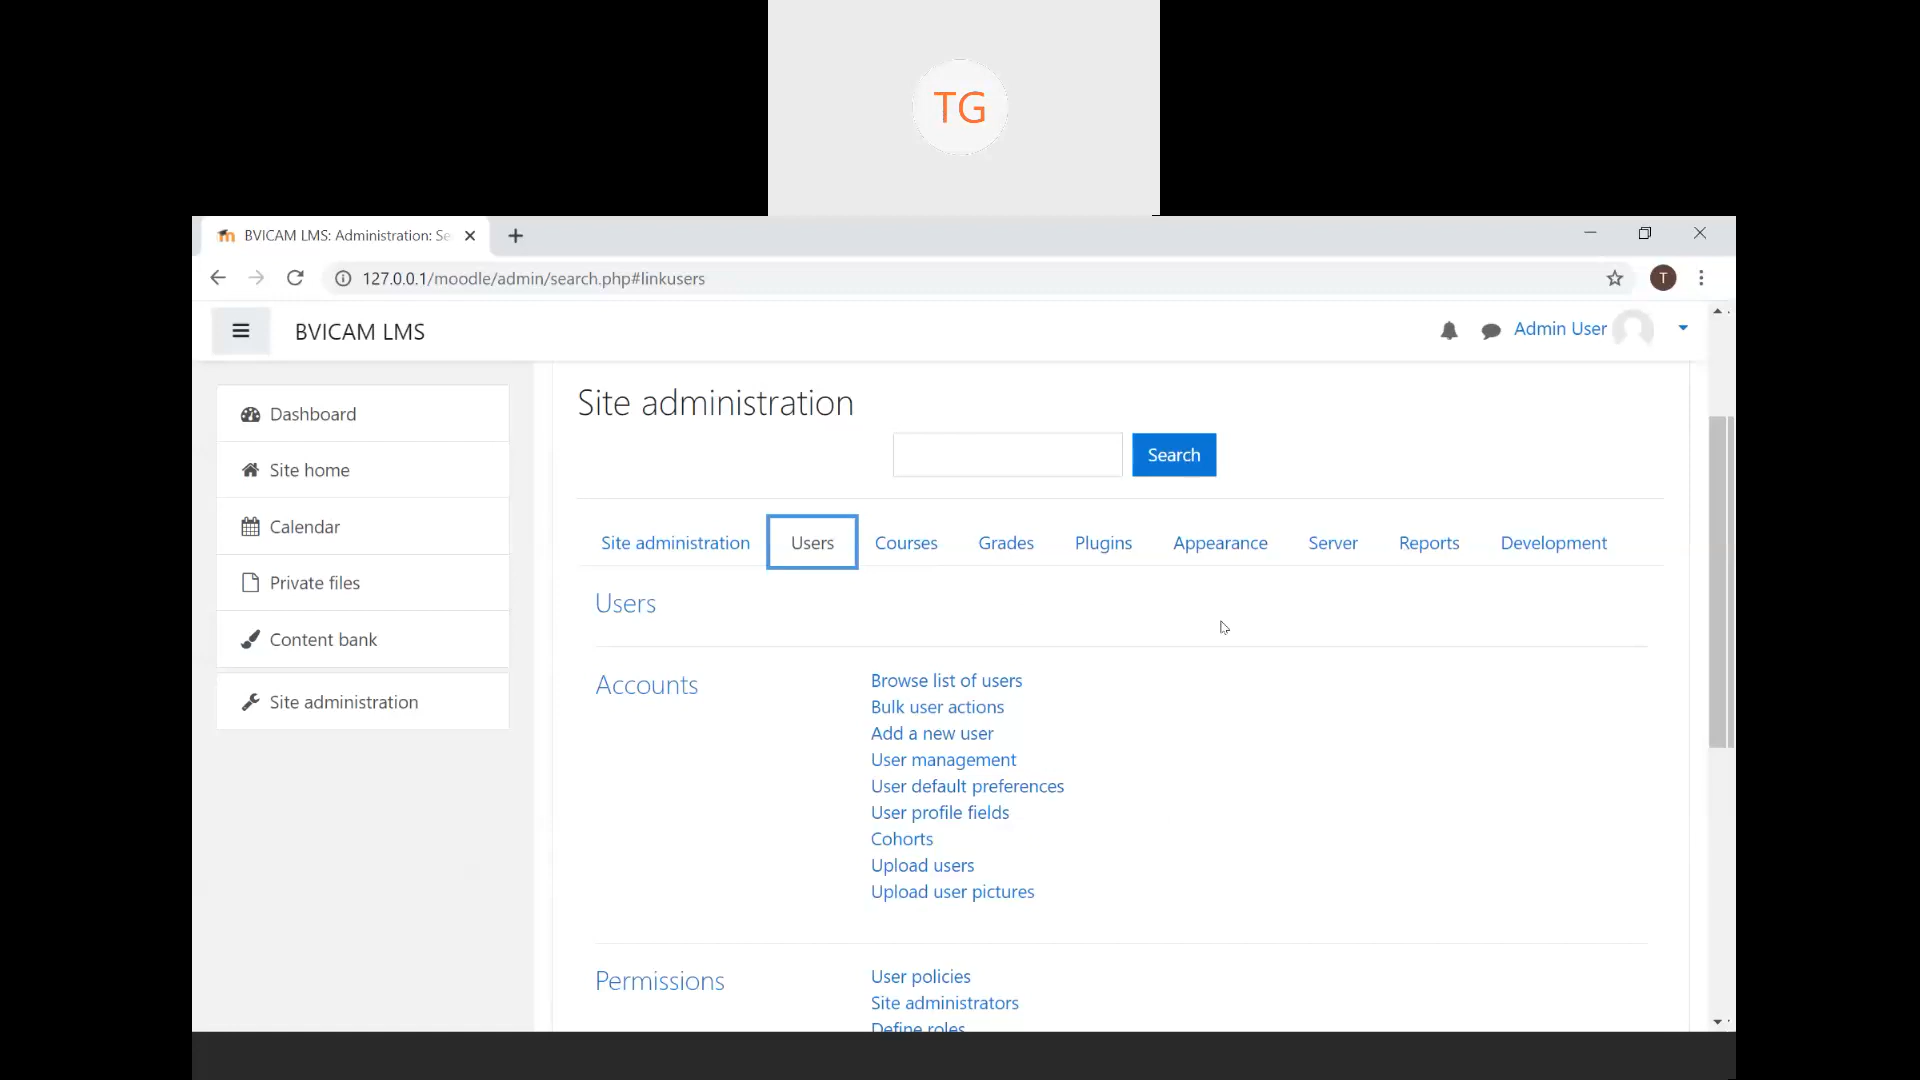 TG
BVICAM LMS: Administration: Se
127.0.0.1/moodle/admin/search.php#linkusers
T
BVICAM LMS
Admin User
Dashboard
Site home
Calendar
Private files
Content bank
Site administration
Site administration
Search
Site administration Users Courses Grades Plugins Appearance Server Reports Development
Users
Accounts
Browse list of users
Bulk user actions
Add a new user
User management
User default preferences
User profile fields
Cohorts
Upload users
Upload user pictures
Permissions
User policies
Site administrators
Define roles